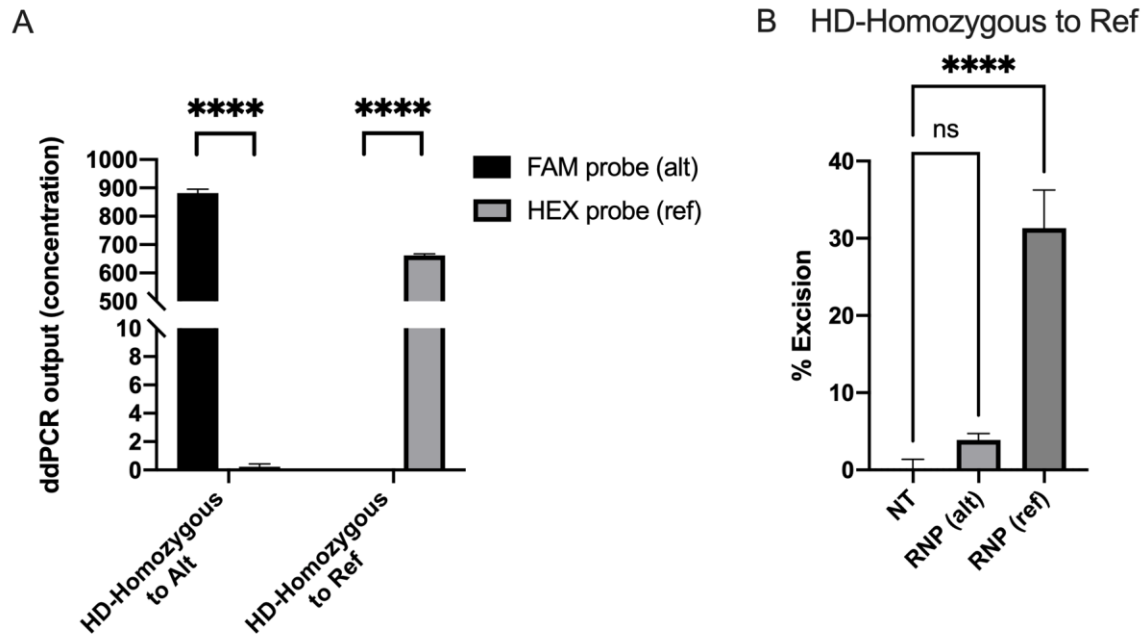 A
B HD-Homozygous to Ref
**** ****
FAM probe (alt)
HEX probe (ref)
ddPCR output (concentration)
1000
900
800
700
600
500
10
8
6
4
2
0
HD-Homozygous
to Alt
HD-Homozygous
to Ref
****
ns
% Excision
40
30
20
10
0
NT
RNP (alt)
RNP (ref)